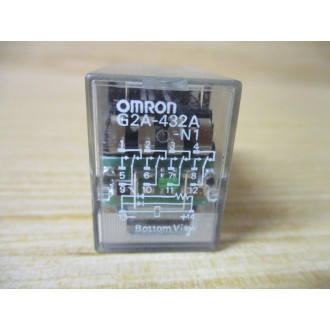 OMRON
G2A-432A
-N1
1 2 3 4
5 6 7 8
9 10 11 12
13 14
Bottom View